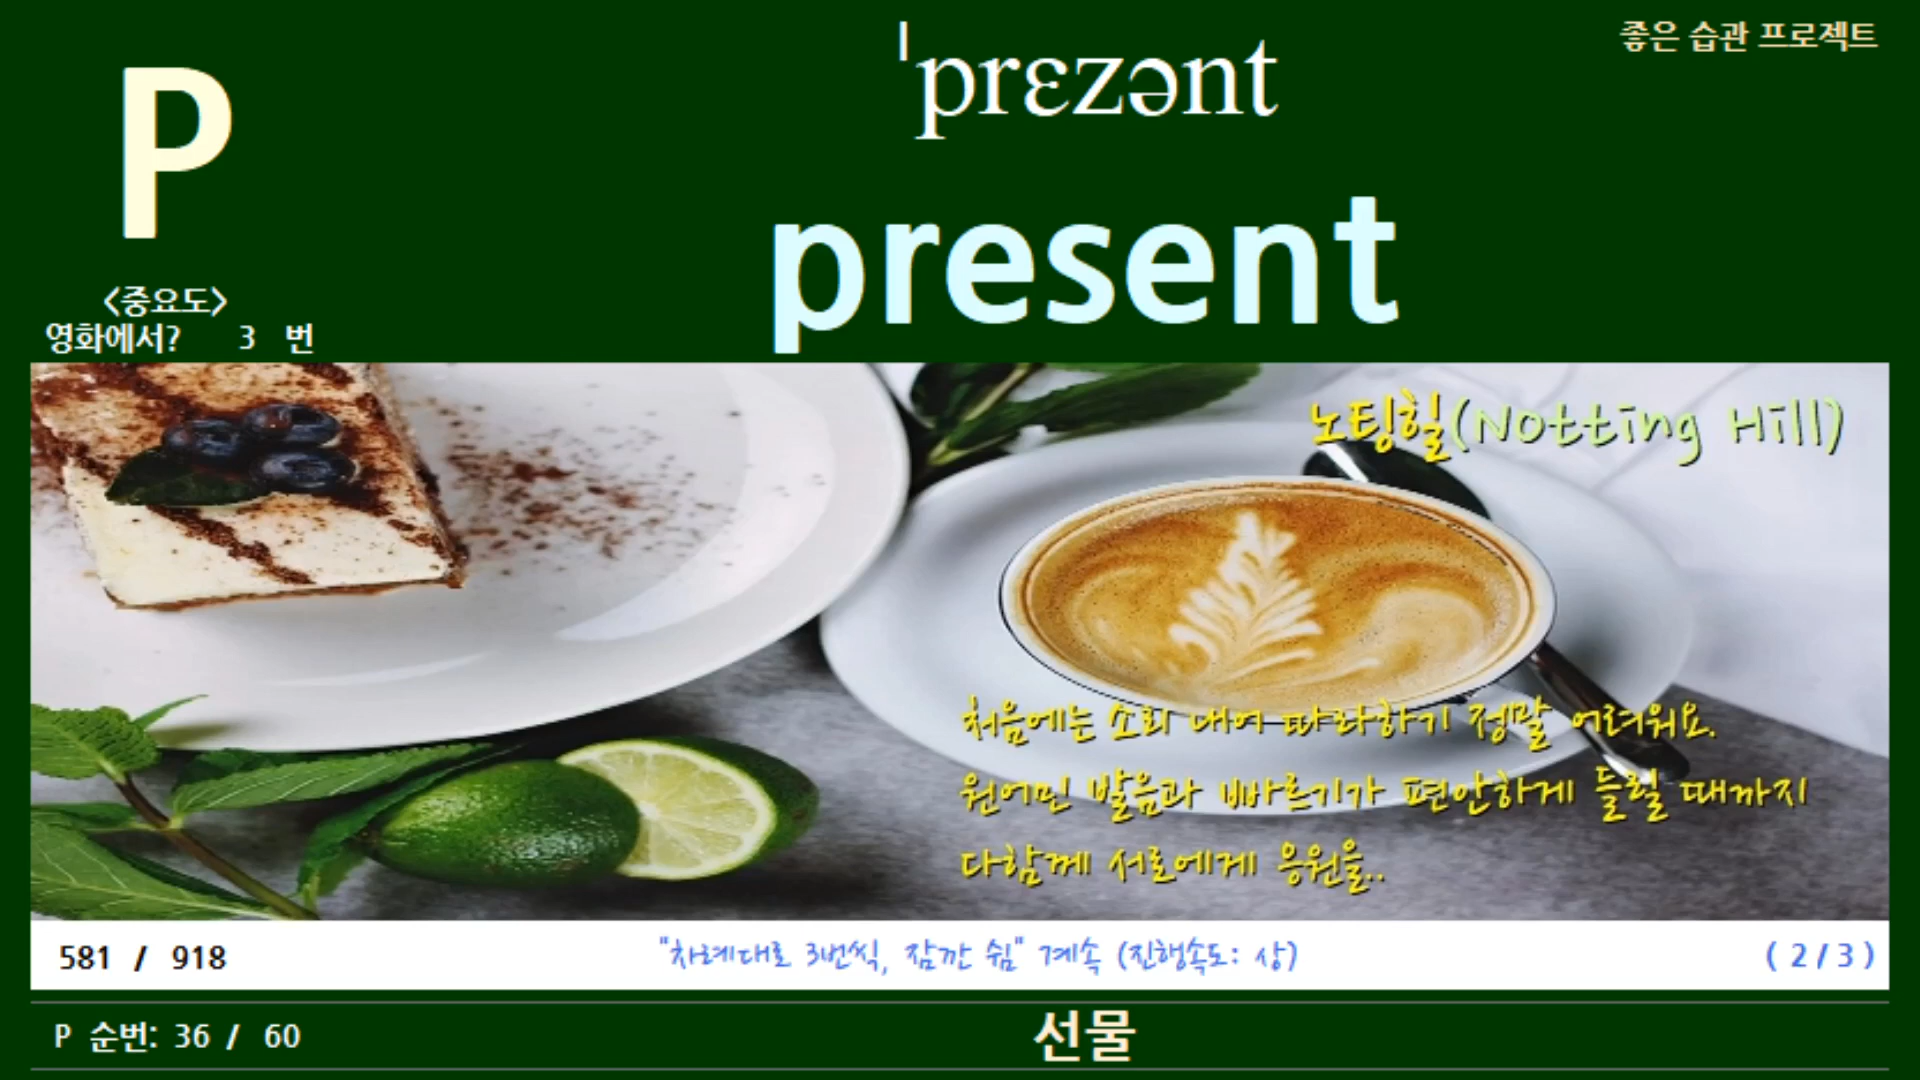 좋은 습관 프로젝트
P
ˈprɛzənt
present
<중요도>
영화에서? 3 번
노팅힐(Notting Hill)
처음에는 소리 내어 따라하기 정말 어려워요.
원어민 발음과 빠르기가 편안하게 들릴 때까지
다함께 서로에게 응원을..
581 / 918
"차례대로 3번씩, 잠깐 쉼" 계속 (진행속도: 상)
( 2 / 3 )
P 순번: 36 / 60
선물